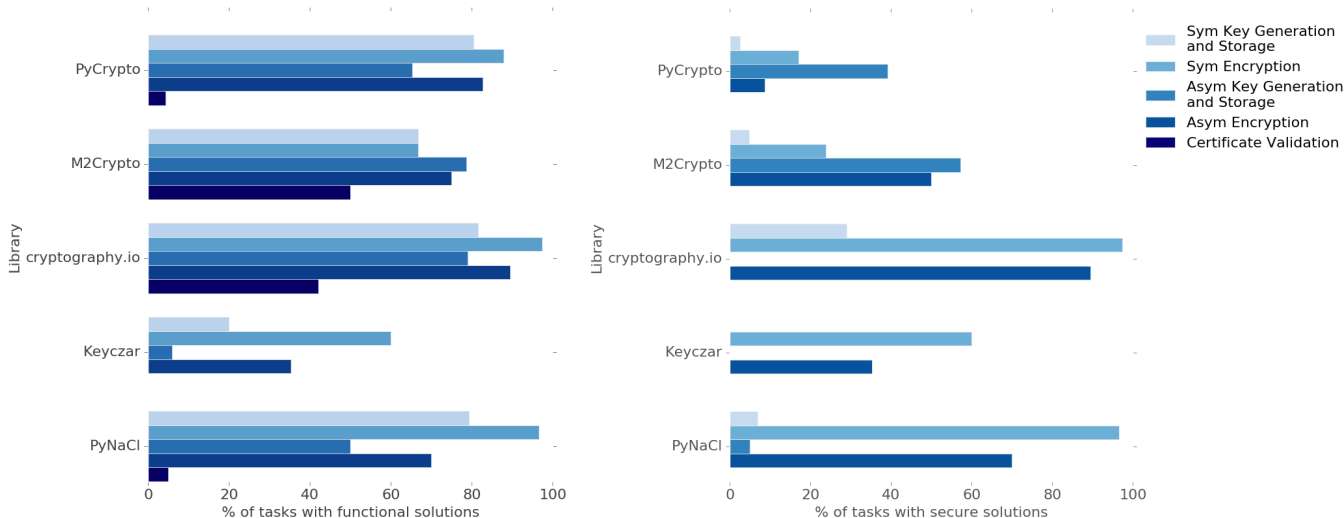 PyCrypto
M2Crypto
cryptography.io
Keyczar
PyNaCl
Library
0 20 40 60 80 100
% of tasks with functional solutions
PyCrypto
M2Crypto
cryptography.io
Keyczar
PyNaCl
Library
0 20 40 60 80 100
% of tasks with secure solutions
Sym Key Generation
and Storage
Sym Encryption
Asym Key Generation
and Storage
Asym Encryption
Certificate Validation